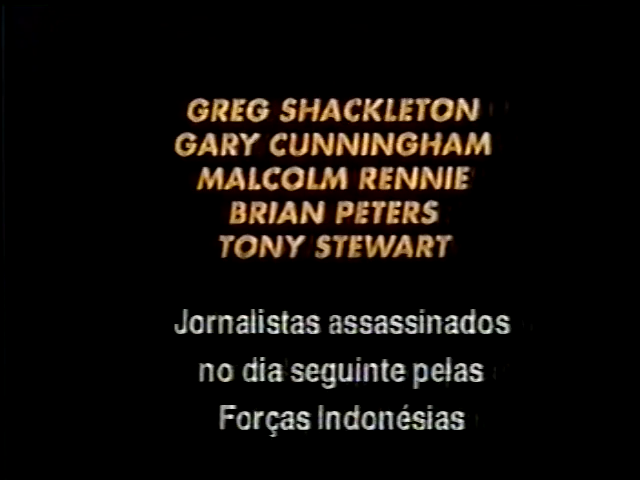 GREG SHACKLETON
GARY CUNNINGHAM
MALCOLM RENNIE
BRIAN PETERS
TONY STEWART
Jornalistas assassinados
no dia seguinte pelas
Forças Indonésias